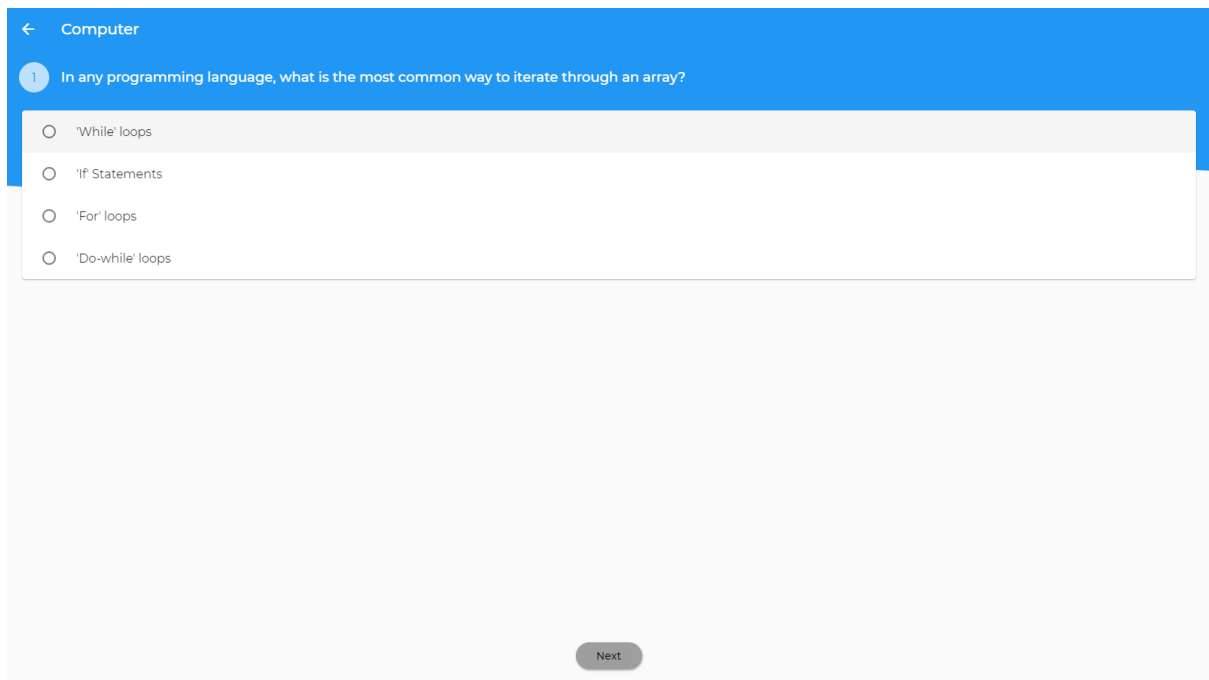 Computer
1 In any programming language, what is the most common way to iterate through an array?
'While' loops
'If' Statements
'For' loops
'Do-while' loops
Next